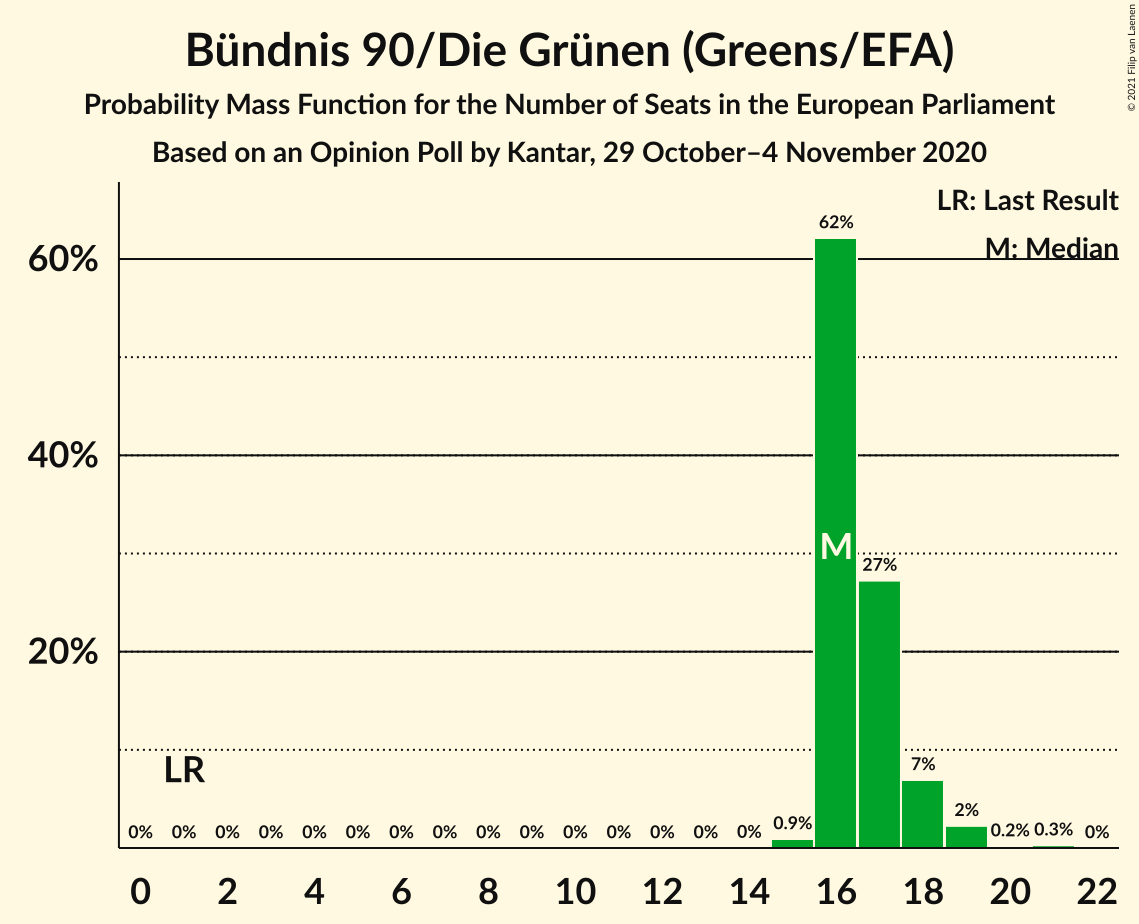 Bündnis 90/Die Grünen (Greens/EFA)
Probability Mass Function for the Number of Seats in the European Parliament
Based on an Opinion Poll by Kantar, 29 October–4 November 2020
© 2021 Filip van Laenen
LR: Last Result
M: Median
60%
40%
20%
62%
M
27%
LR
7%
2%
0% 0% 0% 0% 0% 0% 0% 0% 0% 0% 0% 0% 0% 0% 0% 0.9% 0.2% 0.3% 0%
0 2 4 6 8 10 12 14 16 18 20 22